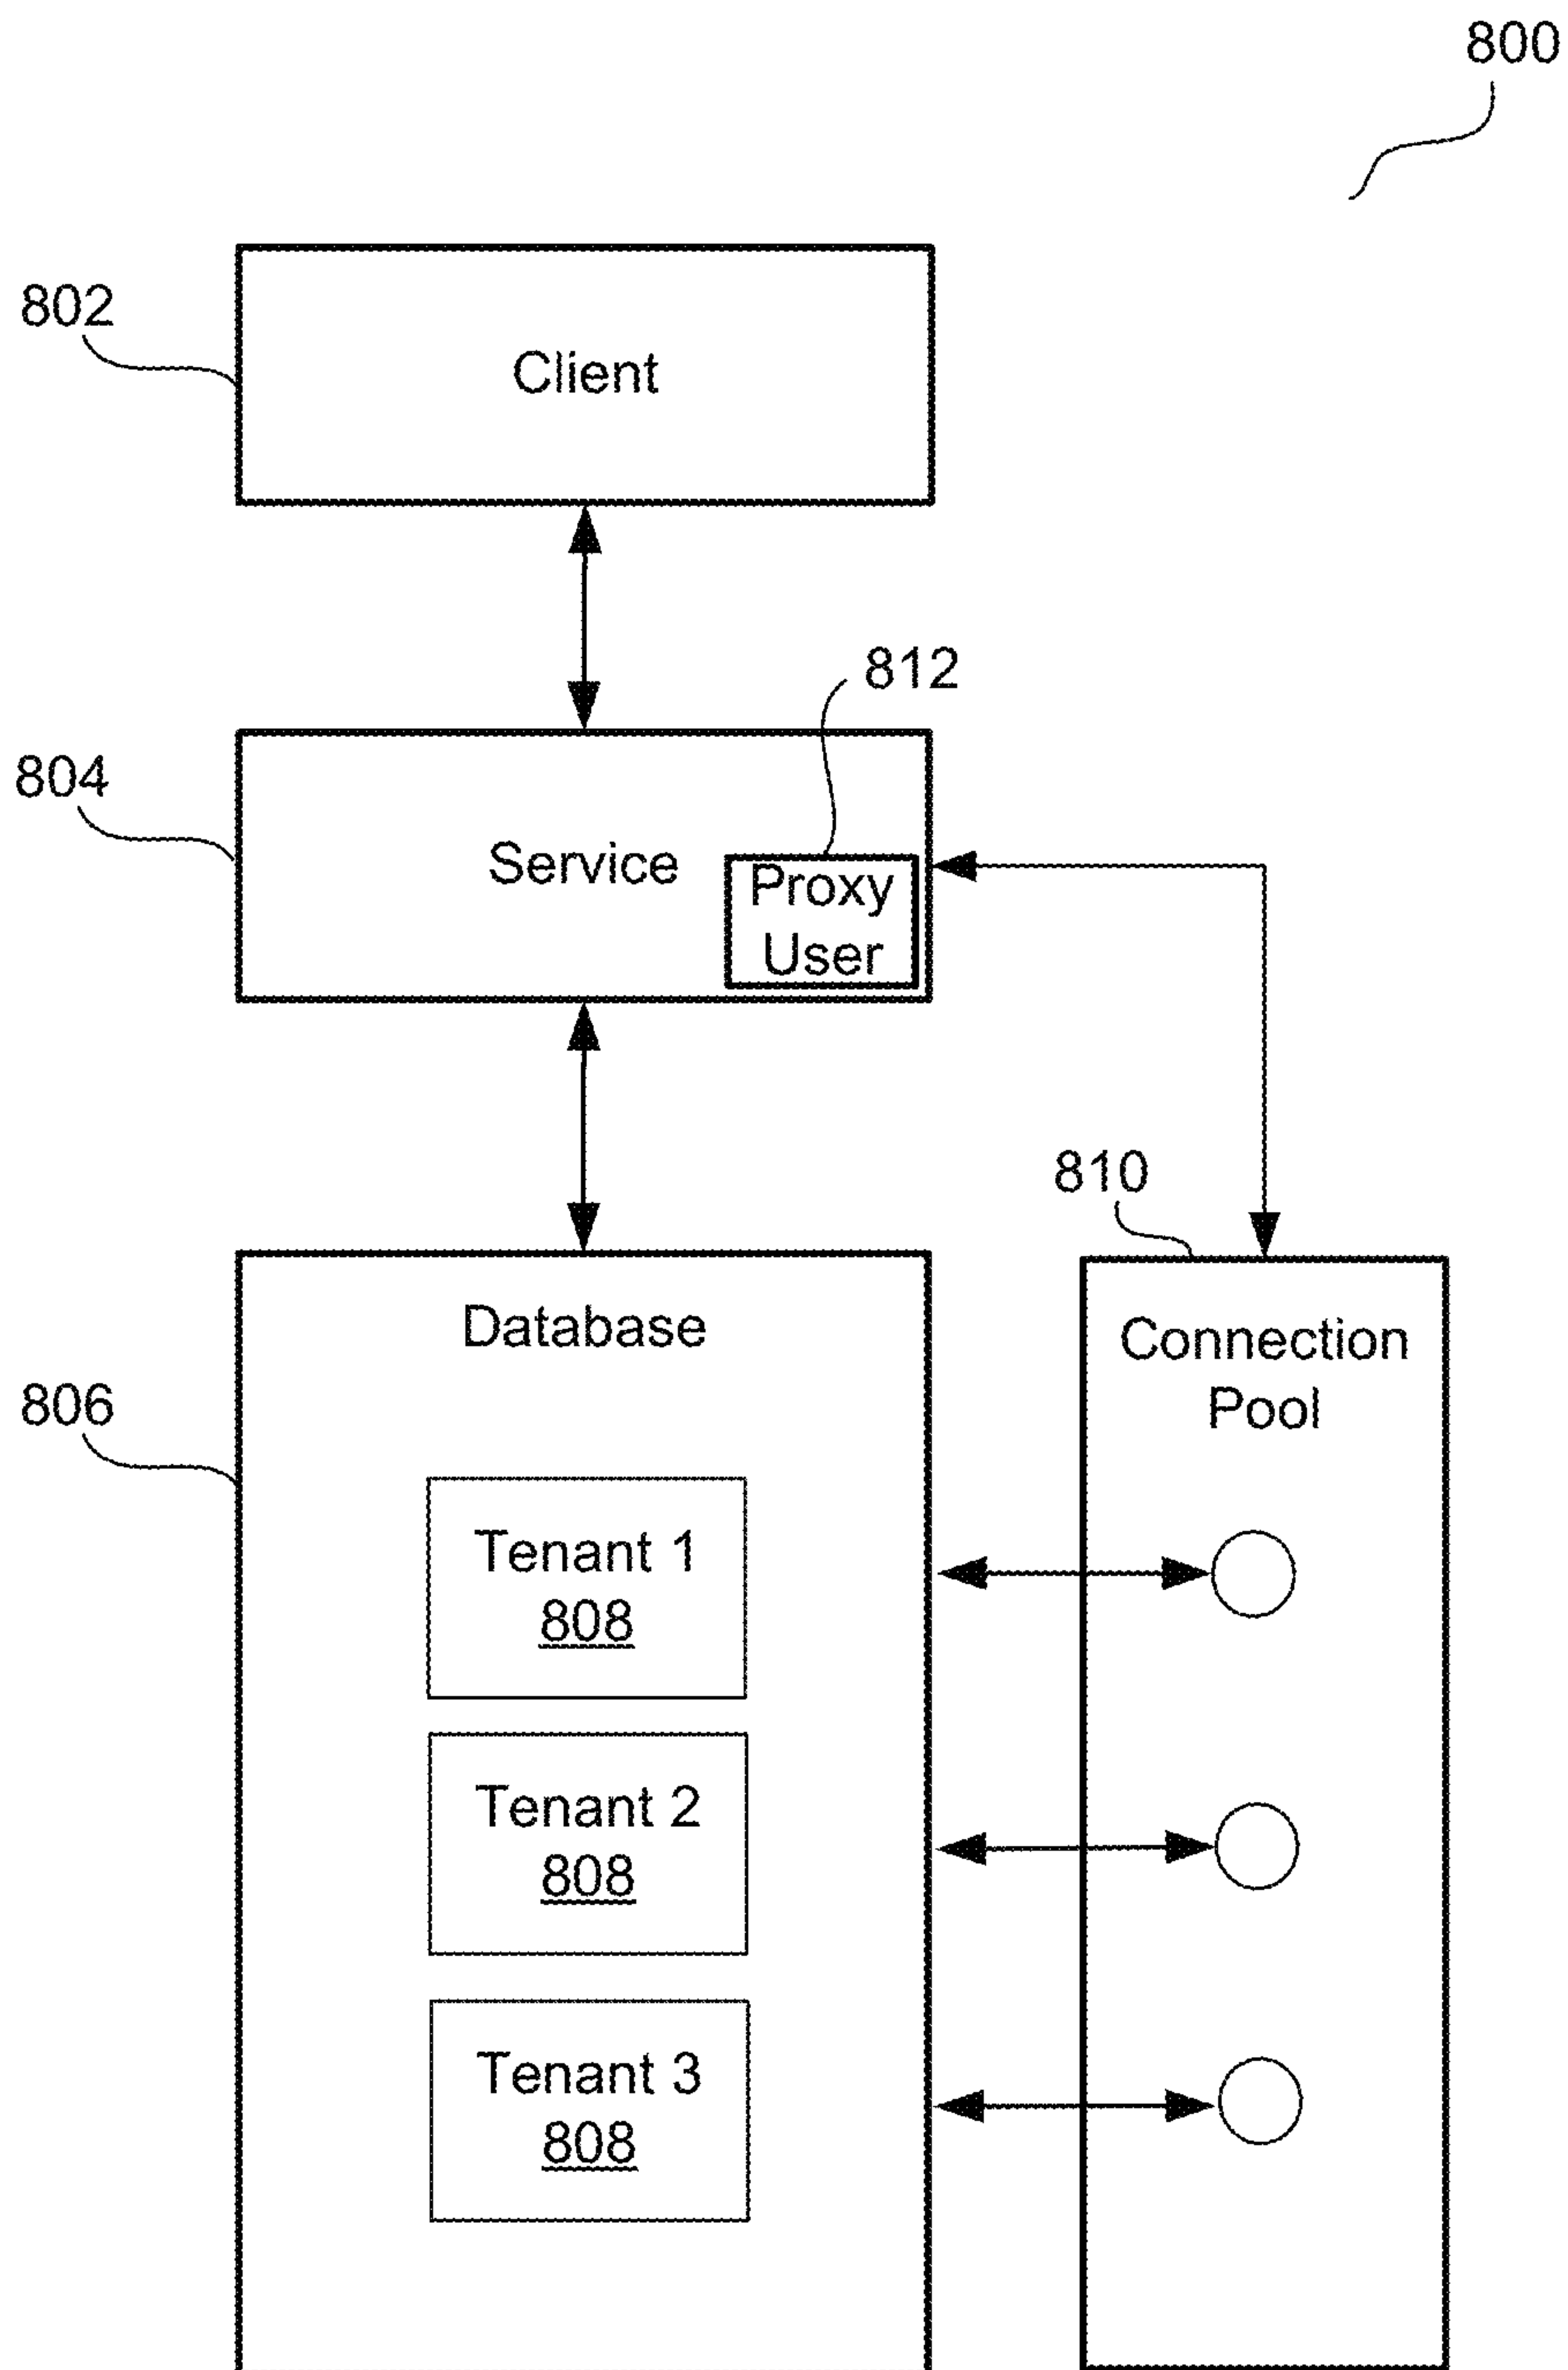 800
802
Client
812
804
Service
Proxy
User
810
Database
Connection
Pool
806
Tenant 1
808
Tenant 2
808
Tenant 3
808